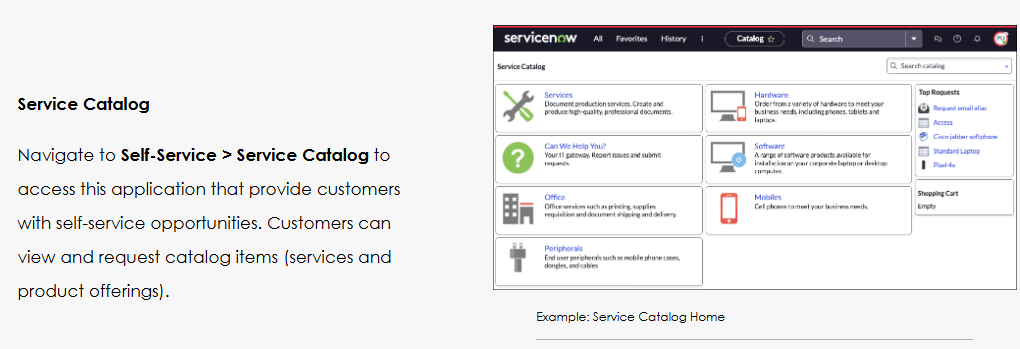 Service Catalog
Navigate to Self-Service > Service Catalog to
access this application that provide customers
with self-service opportunities. Customers can
view and request catalog items (services and
product offerings).
servicenow All Favorites History Catalog ☆ Search
Service Catalog Search catalog
Services
Document production services. Create and
produce high-quality, professional documents.
Hardware
Order from a variety of hardware to meet your
business needs, including phones, tablets and
laptops.
Can We Help You?
Your IT gateway. Report issues and submit
requests.
Software
A range of software products available for
installation on your corporate laptop or desktop
computer.
Office
Office services such as printing, supplies
requisition and document shipping and delivery.
Mobiles
Cell phones to meet your business needs.
Peripherals
End user peripherals such as mobile phone cases,
dongles, and cables
Top Requests
Request email alias
Access
Cisco jabber softphone
Standard Laptop
Pixel 4a
Shopping Cart
Empty
Example: Service Catalog Home